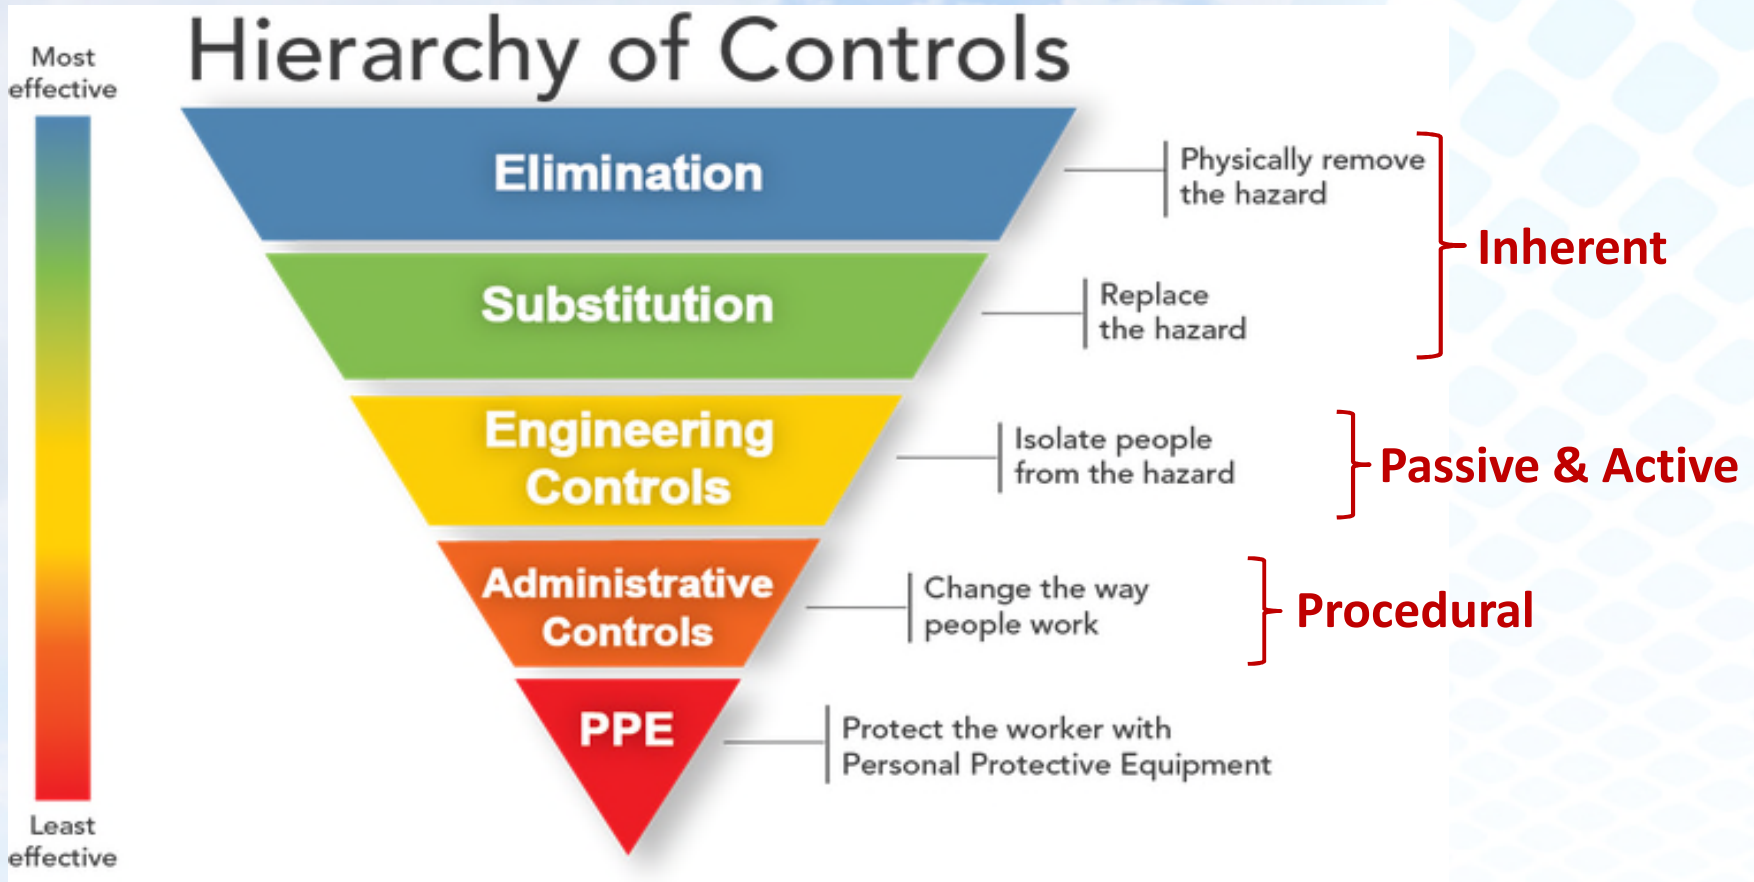 Hierarchy of Controls
Most
effective
Elimination
Physically remove
the hazard
Inherent
Substitution
Replace
the hazard
Engineering
Controls
Isolate people
from the hazard
Passive & Active
Administrative
Controls
Change the way
people work
Procedural
PPE
Protect the worker with
Personal Protective Equipment
Least
effective